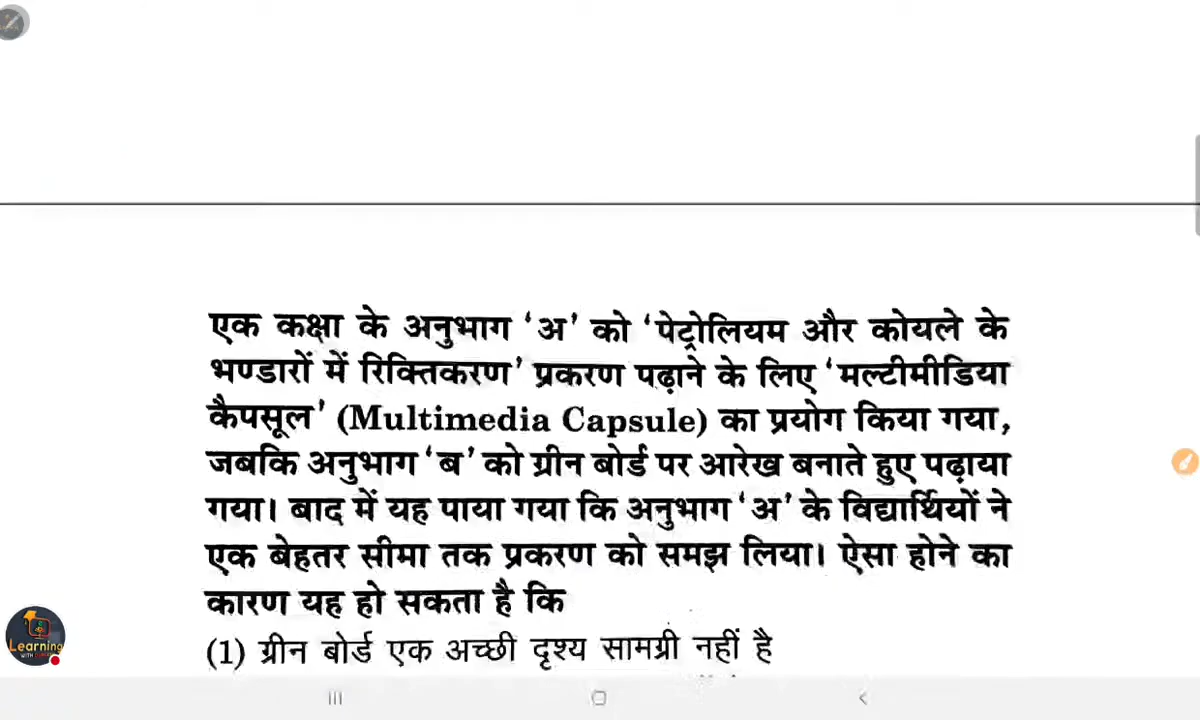 एक कक्षा के अनुभाग ‘अ’ को ‘पेट्रोलियम और कोयले के
भण्डारों में रिक्तिकरण’ प्रकरण पढ़ाने के लिए ‘मल्टीमीडिया
कैपसूल’ (Multimedia Capsule) का प्रयोग किया गया,
जबकि अनुभाग ‘ब’ को ग्रीन बोर्ड पर आरेख बनाते हुए पढ़ाया
गया। बाद में यह पाया गया कि अनुभाग ‘अ’ के विद्यार्थियों ने
एक बेहतर सीमा तक प्रकरण को समझ लिया। ऐसा होने का
कारण यह हो सकता है कि
(1) ग्रीन बोर्ड एक अच्छी दृश्य सामग्री नहीं है
Learning